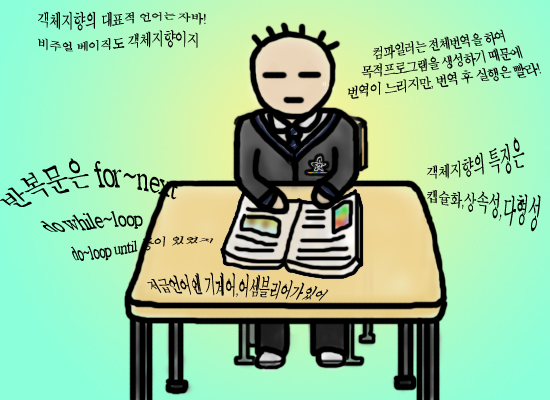 객체지향의 대표적 언어는 자바!
비주얼 베이직도 객체지향이지
컴파일러는 전체번역을 하여
목적프로그램을 생성하기 때문에
번역이 느리지만, 번역 후 실행은 빨라!
객체지향의 특징은
캡슐화,상속성,다형성
반복문은 for~next
do while~loop
do~loop until 등이 있었지
저급언어엔 기계어,어셈블리어가있어